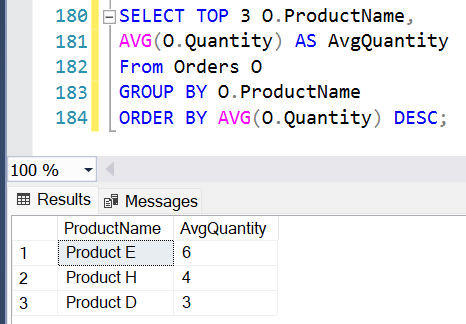 180 SELECT TOP 3 O.ProductName,
181 AVG(O.Quantity) AS AvgQuantity
182 From Orders O
183 GROUP BY O.ProductName
184 ORDER BY AVG(O.Quantity) DESC;
100 %
Results Messages
ProductName AvgQuantity
1 Product E 6
2 Product H 4
3 Product D 3